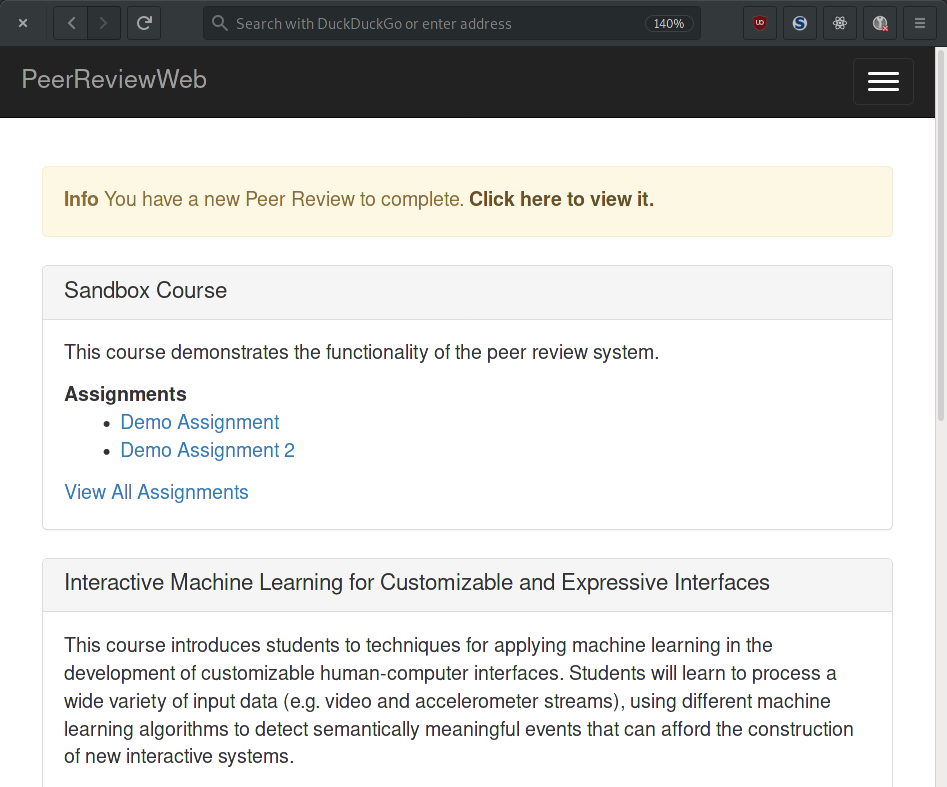 Search with DuckDuckGo or enter address 140%
PeerReviewWeb
Info You have a new Peer Review to complete. Click here to view it.
Sandbox Course
This course demonstrates the functionality of the peer review system.
Assignments
Demo Assignment
Demo Assignment 2
View All Assignments
Interactive Machine Learning for Customizable and Expressive Interfaces
This course introduces students to techniques for applying machine learning in the
development of customizable human-computer interfaces. Students will learn to process a
wide variety of input data (e.g. video and accelerometer streams), using different machine
learning algorithms to detect semantically meaningful events that can afford the construction
of new interactive systems.